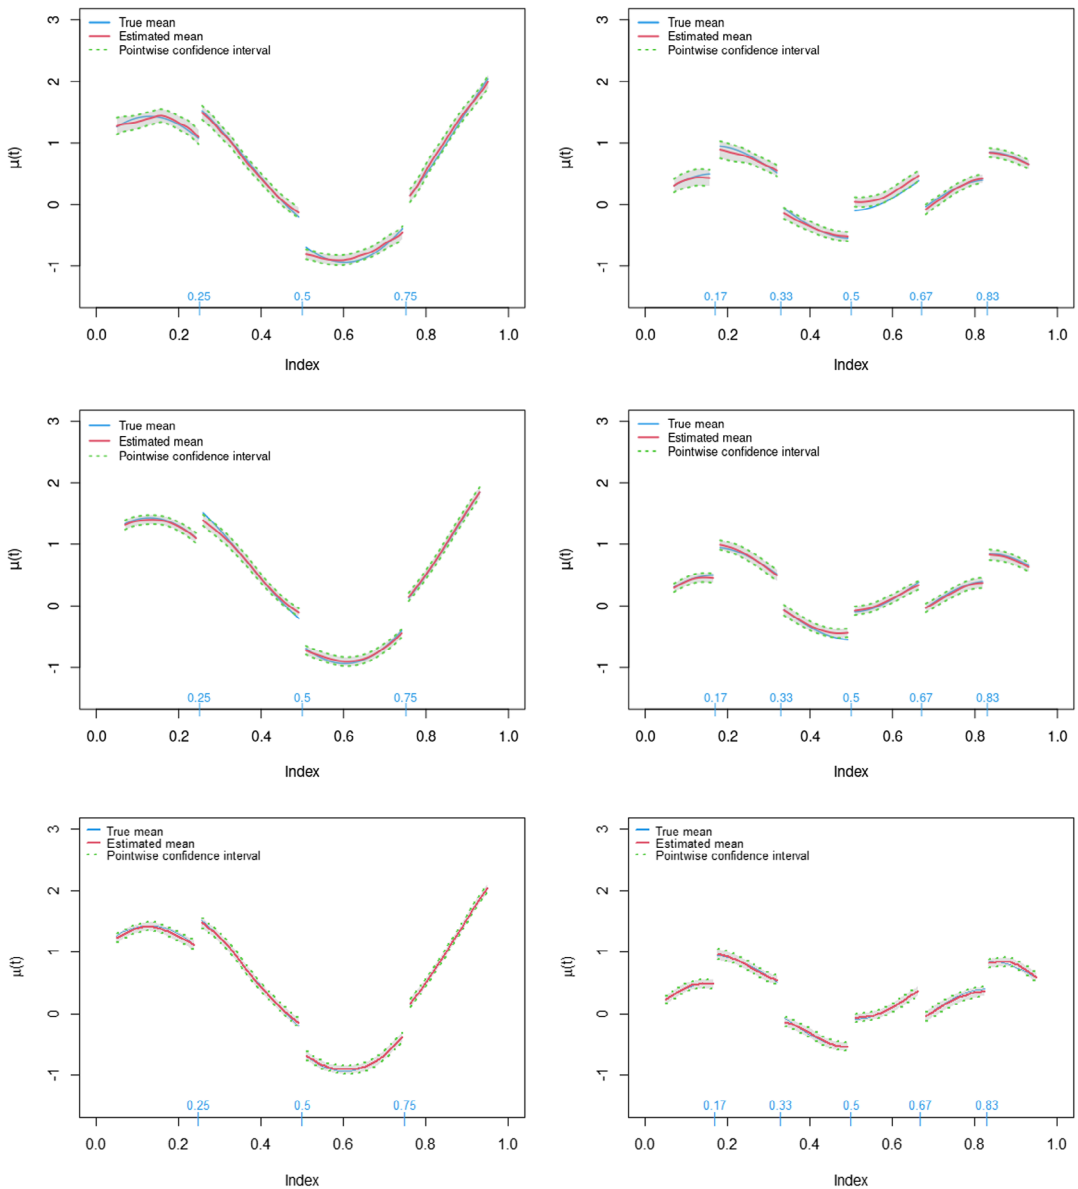 True mean
Estimated mean
Pointwise confidence interval
3
2
1
0
-1
μ(t)
0.25 0.5 0.75
0.0 0.2 0.4 0.6 0.8 1.0
Index
True mean
Estimated mean
Pointwise confidence interval
3
2
1
0
-1
μ(t)
0.17 0.33 0.5 0.67 0.83
0.0 0.2 0.4 0.6 0.8 1.0
Index
True mean
Estimated mean
Pointwise confidence interval
3
2
1
0
-1
μ(t)
0.25 0.5 0.75
0.0 0.2 0.4 0.6 0.8 1.0
Index
True mean
Estimated mean
Pointwise confidence interval
3
2
1
0
-1
μ(t)
0.17 0.33 0.5 0.67 0.83
0.0 0.2 0.4 0.6 0.8 1.0
Index
True mean
Estimated mean
Pointwise confidence interval
3
2
1
0
-1
μ(t)
0.25 0.5 0.75
0.0 0.2 0.4 0.6 0.8 1.0
Index
True mean
Estimated mean
Pointwise confidence interval
3
2
1
0
-1
μ(t)
0.17 0.33 0.5 0.67 0.83
0.0 0.2 0.4 0.6 0.8 1.0
Index